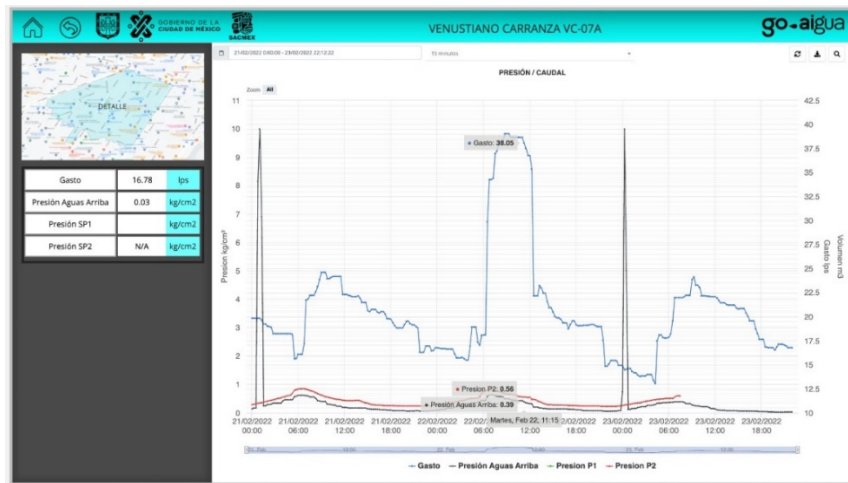 GOBIERNO DE LA
CIUDAD DE MÉXICO
SACMEX
VENUSTIANO CARRANZA VC-07A
go·aigua
DETALLE
Gasto 16.78 lps
Presión Aguas Arriba 0.03 kg/cm2
Presión SP1 kg/cm2
Presión SP2 N/A kg/cm2
15 minutos
PRESIÓN / CAUDAL
Zoom All
Presion kg/cm²
11
10
9
8
7
6
5
4
3
2
1
0
42.5
40
37.5
35
32.5
30
27.5
25
22.5
20
17.5
15
12.5
10
Gasto lps
Volumen m3
Gasto: 38.05
Presion P2: 0.56
Presión Aguas Arriba: 0.39
Martes, Feb 22, 11:15
21/02/2022 00:00
21/02/2022 06:00
21/02/2022 12:00
21/02/2022 18:00
22/02/2022 00:00
22/02/2022 06:00
12:00
22/02/2022 18:00
23/02/2022 00:00
23/02/2022 06:00
23/02/2022 12:00
23/02/2022 18:00
Gasto Presión Aguas Arriba Presion P1 Presion P2